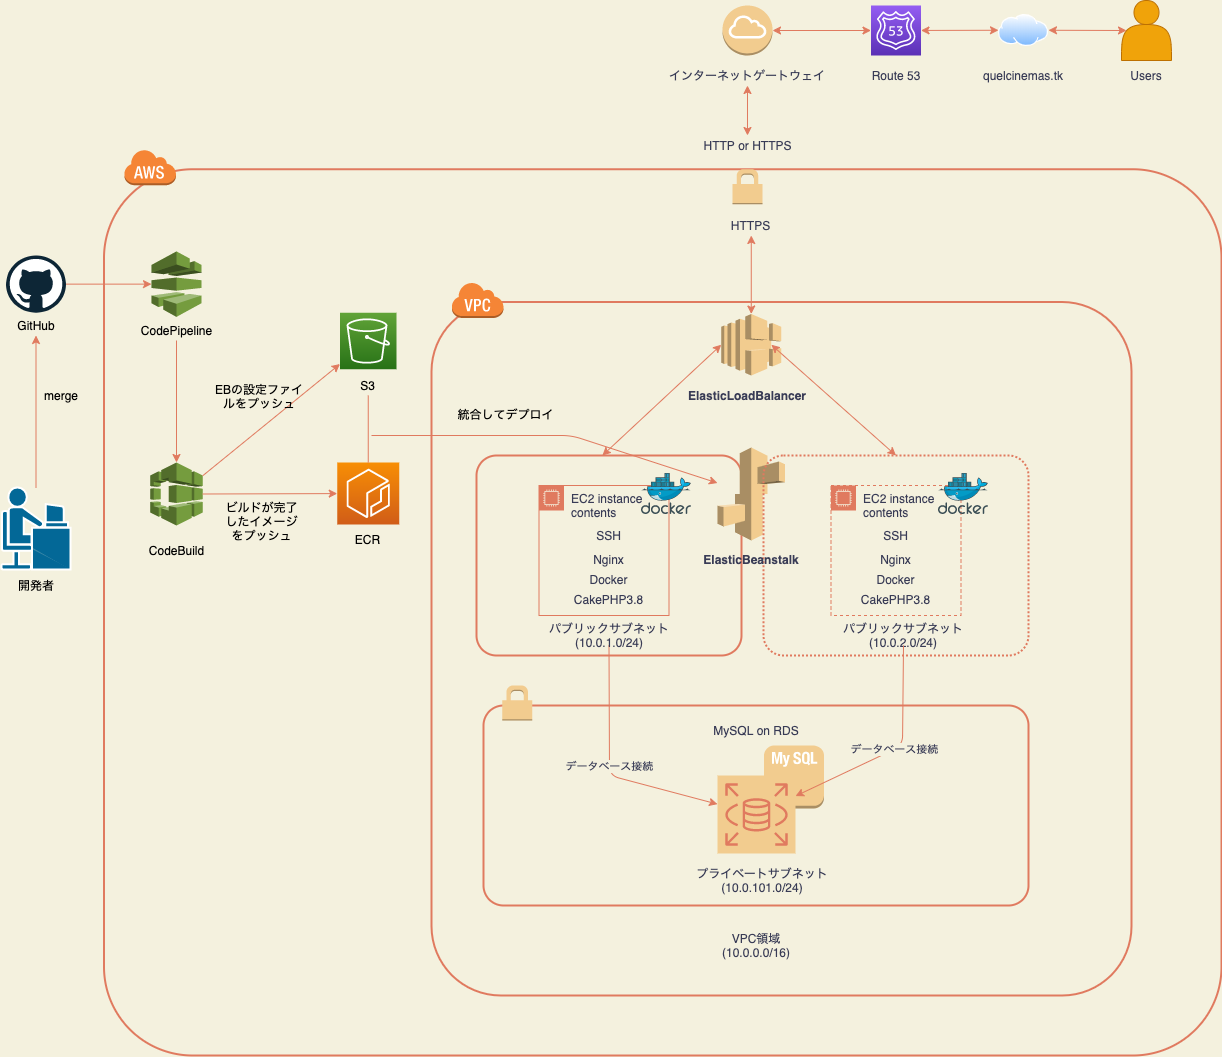 インターネットゲートウェイ
53
Route 53
quelcinemas.tk
Users
HTTP or HTTPS
AWS
HTTPS
GitHub
CodePipeline
VPC
merge
S3
EBの設定ファイ
ルをプッシュ
ElasticLoadBalancer
統合してデプロイ
ビルドが完了
したイメージ
をプッシュ
CodeBuild
ECR
開発者
EC2 instance
contents
docker
SSH
Nginx
Docker
CakePHP3.8
パブリックサブネット
(10.0.1.0/24)
ElasticBeanstalk
EC2 instance
contents
docker
SSH
Nginx
Docker
CakePHP3.8
パブリックサブネット
(10.0.2.0/24)
MySQL on RDS
データベース接続
データベース接続
My SQL
プライベートサブネット
(10.0.101.0/24)
VPC領域
(10.0.0.0/16)